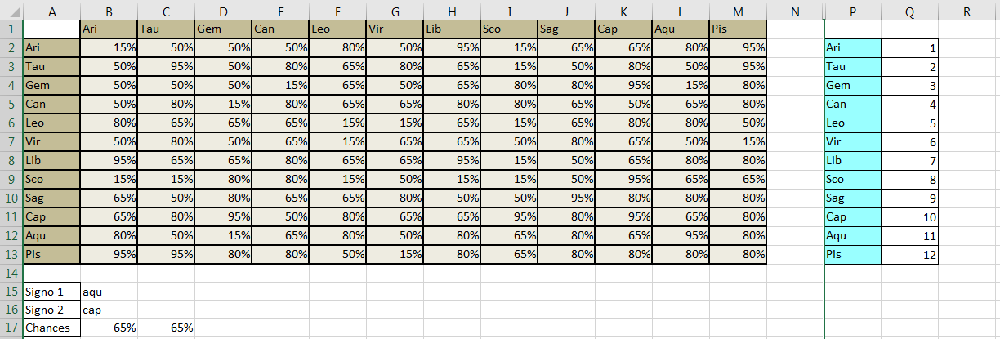 A B C D E F G H I J K L M N P Q R
1 Ari Tau Gem Can Leo Vir Lib Sco Sag Cap Aqu Pis
2 Ari 15% 50% 50% 50% 80% 50% 95% 15% 65% 65% 80% 95% Ari 1
3 Tau 50% 95% 50% 80% 65% 80% 65% 15% 50% 80% 50% 95% Tau 2
4 Gem 50% 50% 50% 15% 65% 50% 65% 80% 80% 95% 15% 80% Gem 3
5 Can 50% 80% 15% 80% 65% 65% 80% 80% 65% 50% 65% 80% Can 4
6 Leo 80% 65% 65% 65% 15% 15% 65% 15% 65% 80% 80% 50% Leo 5
7 Vir 50% 80% 50% 65% 15% 65% 65% 50% 80% 65% 50% 15% Vir 6
8 Lib 95% 65% 65% 80% 65% 65% 95% 15% 50% 65% 80% 80% Lib 7
9 Sco 15% 15% 80% 80% 15% 50% 15% 15% 50% 95% 65% 65% Sco 8
10 Sag 65% 50% 80% 65% 65% 80% 50% 50% 95% 80% 80% 80% Sag 9
11 Cap 65% 80% 95% 50% 80% 65% 65% 95% 80% 95% 65% 80% Cap 10
12 Aqu 80% 50% 15% 65% 80% 50% 80% 65% 80% 65% 95% 80% Aqu 11
13 Pis 95% 95% 80% 80% 50% 15% 80% 65% 80% 80% 80% 80% Pis 12
14
15 Signo 1 aqu
16 Signo 2 cap
17 Chances 65% 65%